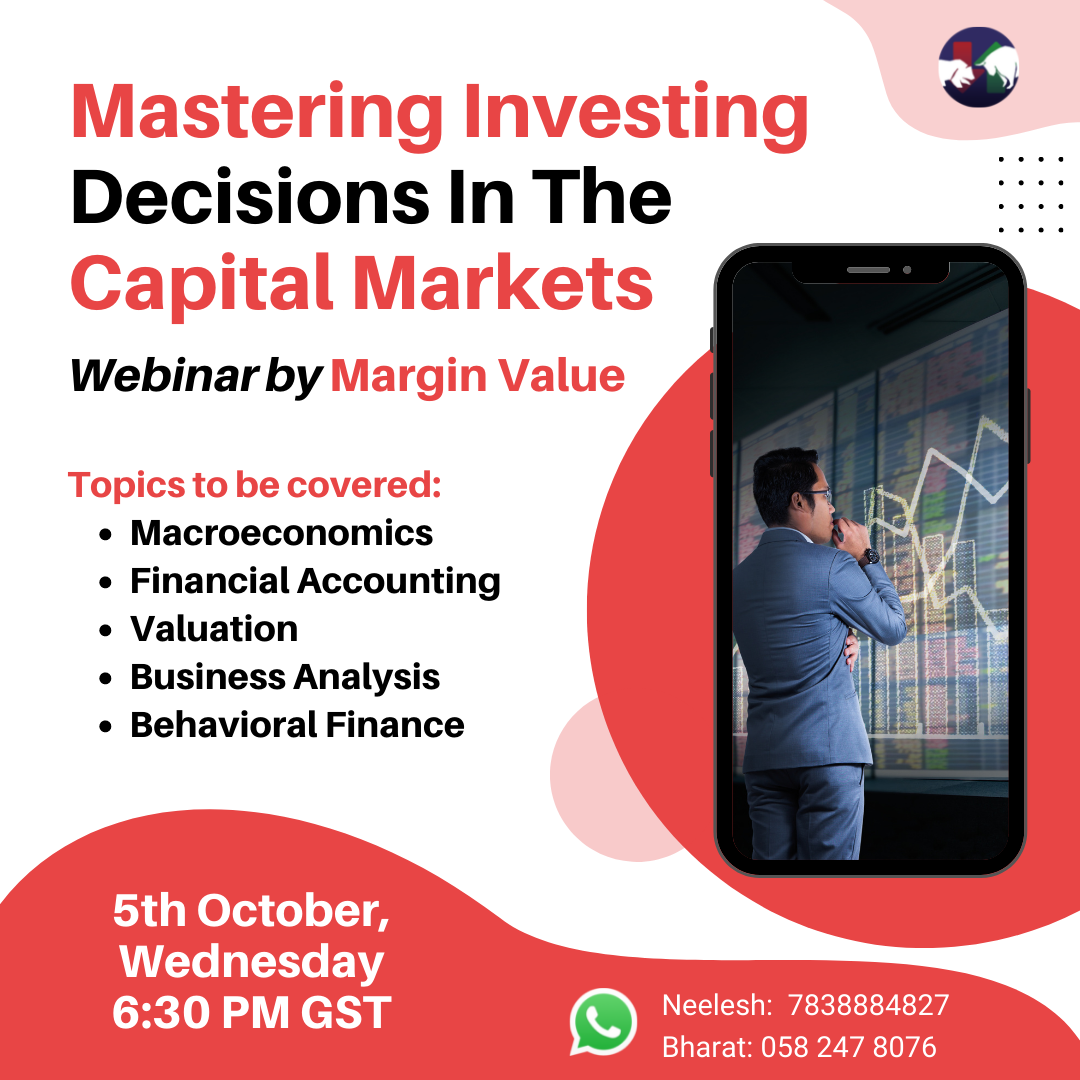 Mastering Investing
Decisions In The
Capital Markets
Webinar by Margin Value
Topics to be covered:
• Macroeconomics
• Financial Accounting
• Valuation
• Business Analysis
• Behavioral Finance
5th October,
Wednesday
6:30 PM GST
Neelesh: 7838884827
Bharat: 058 247 8076